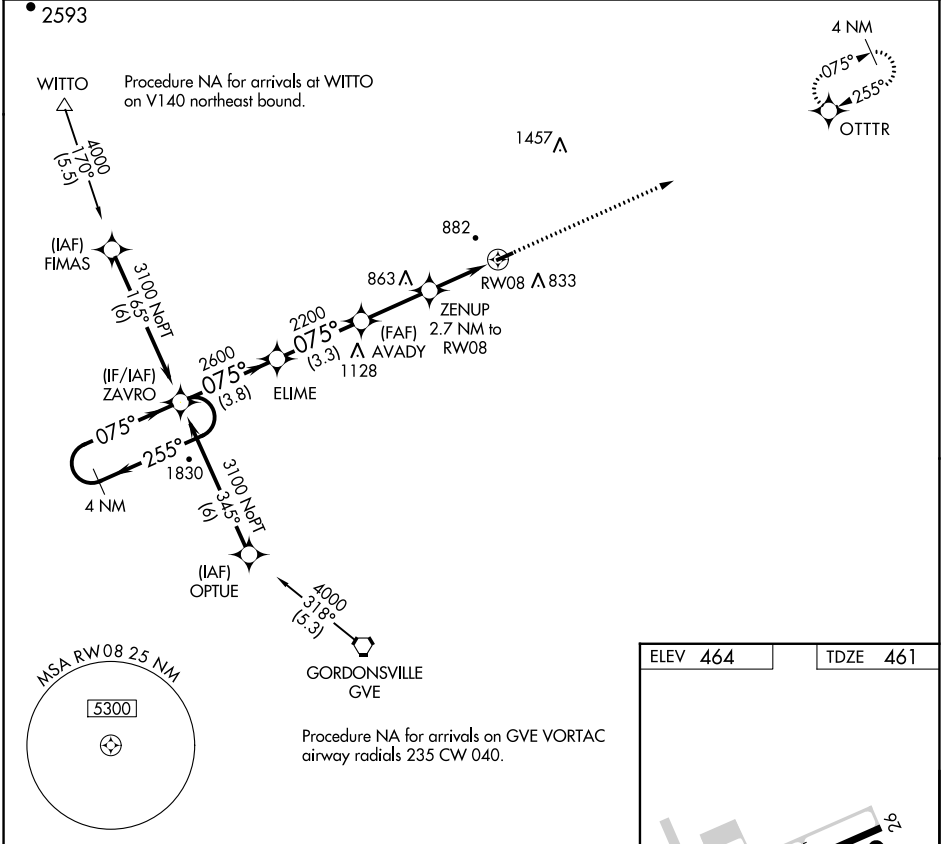 2593
4 NM
075°
255°
OTTTR
WITTO
Procedure NA for arrivals at WITTO
on V140 northeast bound.
4000
170°
(5.5)
1457
882
(IAF)
FIMAS
3100 NoPT
165°
(6)
863
RW08
833
ZENUP
2.7 NM to
RW08
2200
075°
(3.3)
(FAF)
AVADY
1128
2600
075°
(3.8)
ELIME
(IF/IAF)
ZAVRO
075°
255°
1830
4 NM
3100 NoPT
345°
(6)
(IAF)
OPTUE
4000
318°
(5.3)
GORDONSVILLE
GVE
MSA RW08 25 NM
5300
Procedure NA for arrivals on GVE VORTAC
airway radials 235 CW 040.
ELEV 464
TDZE 461
26